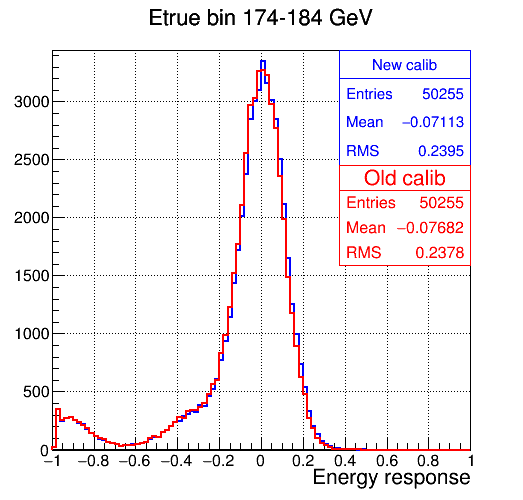 Etrue bin 174-184 GeV
New calib
Entries 50255
Mean −0.07113
RMS 0.2395
Old calib
Entries 50255
Mean −0.07682
RMS 0.2378
3000
2500
2000
1500
1000
500
0
−1 −0.8 −0.6 −0.4 −0.2 0 0.2 0.4 0.6 0.8 1
Energy response